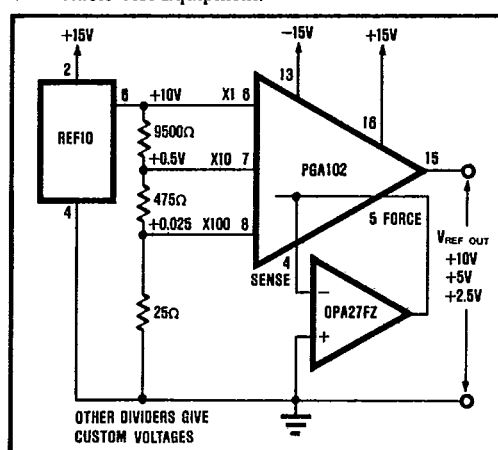 +15V
-15V
+15V
2
13
REF10
6
+10V
X1 6
16
9500Ω
+0.5V
X10 7
PGA102
15
475Ω
4
+0.025
X100 8
5 FORCE
4
SENSE
VREF OUT
+10V
+5V
+2.5V
25Ω
−
OPA27FZ
+
OTHER DIVIDERS GIVE
CUSTOM VOLTAGES